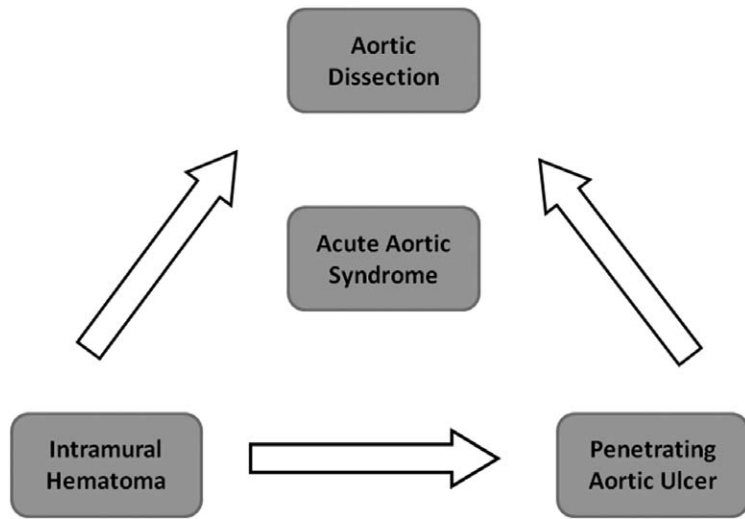 Aortic
Dissection
Acute Aortic
Syndrome
Intramural
Hematoma
Penetrating
Aortic Ulcer